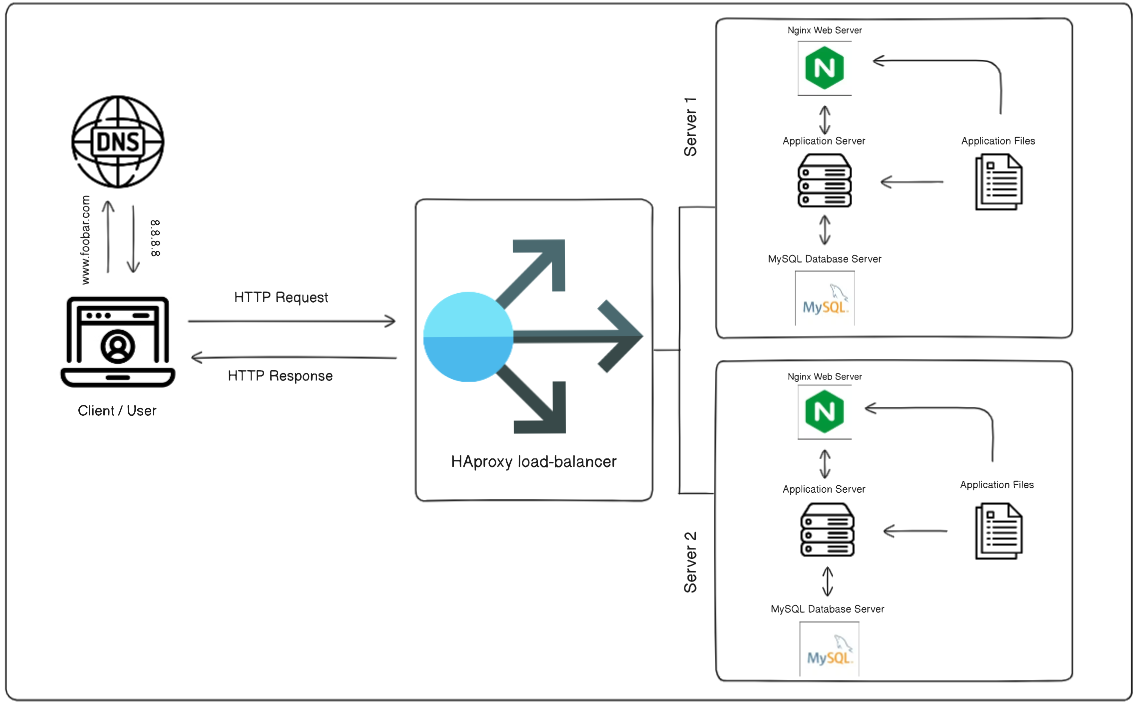 DNS
www.foobar.com
8.8.8.8
HTTP Request
HTTP Response
Client / User
HAproxy load-balancer
Server 1
Nginx Web Server
N
Application Server
Application Files
MySQL Database Server
MySQL
Server 2
Nginx Web Server
N
Application Server
Application Files
MySQL Database Server
MySQL